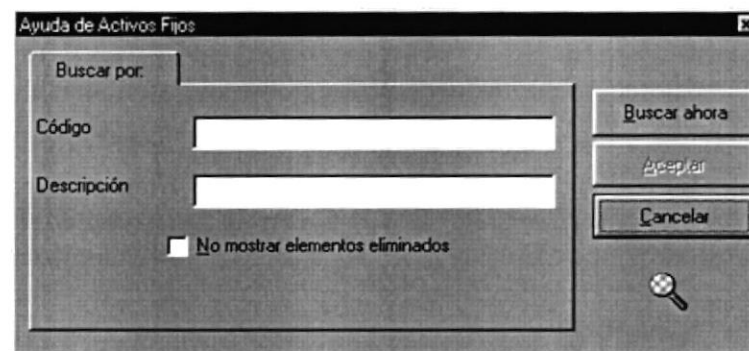 Ayuda de Activos Fijos
Buscar por:
Código
Descripción
No mostrar elementos eliminados
Buscar ahora
Aceptar
Cancelar